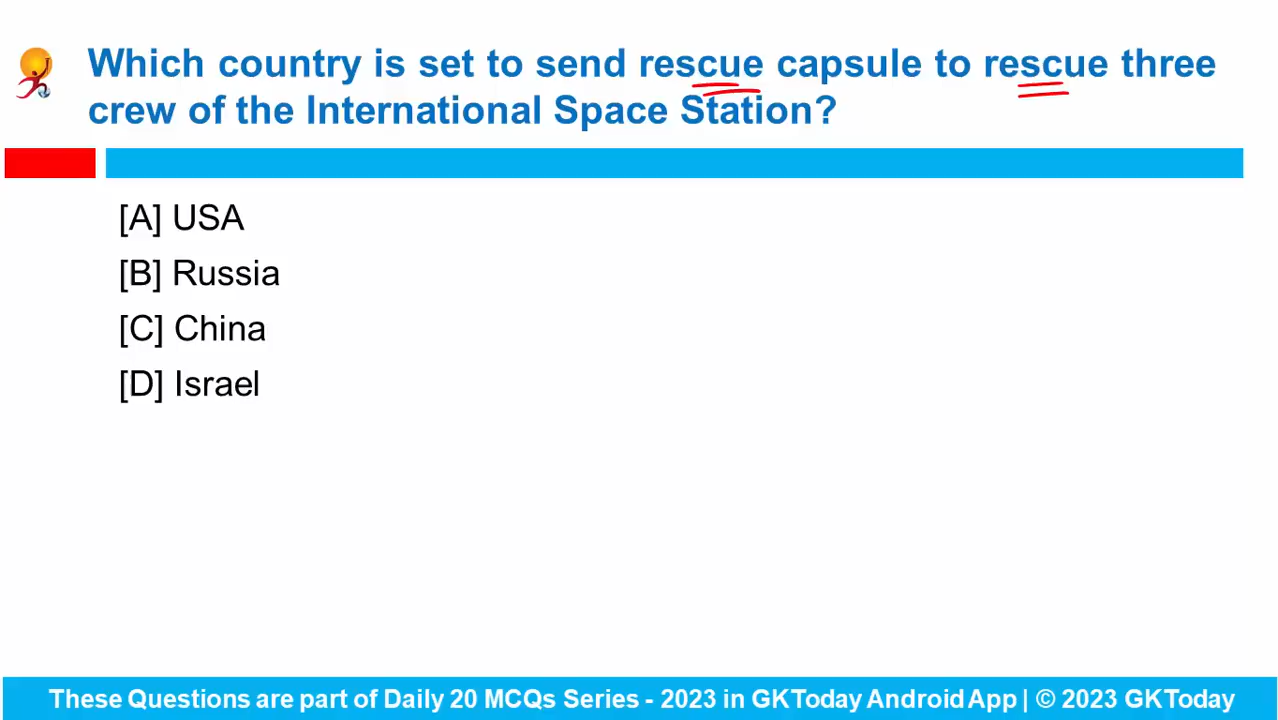 Which country is set to send rescue capsule to rescue three
crew of the International Space Station?
[A] USA
[B] Russia
[C] China
[D] Israel
These Questions are part of Daily 20 MCQs Series - 2023 in GKToday Android App | © 2023 GKToday